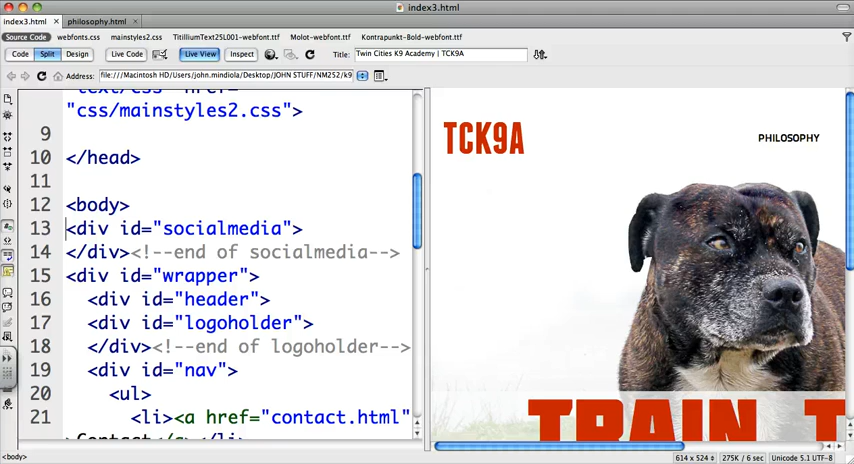 index3.html
index3.html × philosophy.html ×
Source Code webfonts.css mainstyles2.css TitilliumText25L001-webfont.ttf Molot-webfont.ttf Kontrapunkt-Bold-webfont.ttf
Code Split Design Live Code Live View Inspect Title: Twin Cities K9 Academy | TCK9A
Address: file:///Macintosh HD/Users/john.mindiola/Desktop/JOHN STUFF/NM252/k9
"text/css" href=
"css/mainstyles2.css">
9
10 </head>
11
12 <body>
13 <div id="socialmedia">
14 </div><!--end of socialmedia-->
15 <div id="wrapper">
16 <div id="header">
17 <div id="logoholder">
18 </div><!--end of logoholder-->
19 <div id="nav">
20 <ul>
21 <li><a href="contact.html"
>Contact</a></li>
TCK9A
PHILOSOPHY
TRAIN T
<body>
614 x 524 275K / 6 sec Unicode 5.1 UTF-8